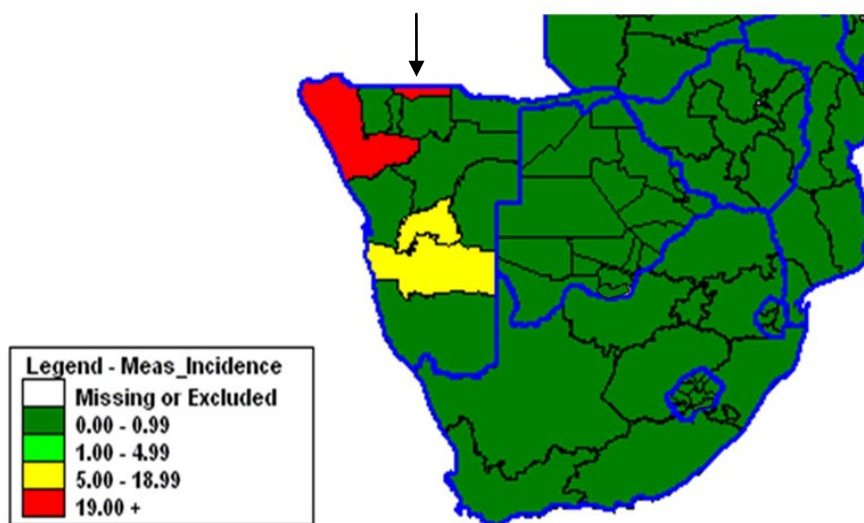 Legend - Meas_Incidence
Missing or Excluded
0.00 - 0.99
1.00 - 4.99
5.00 - 18.99
19.00 +